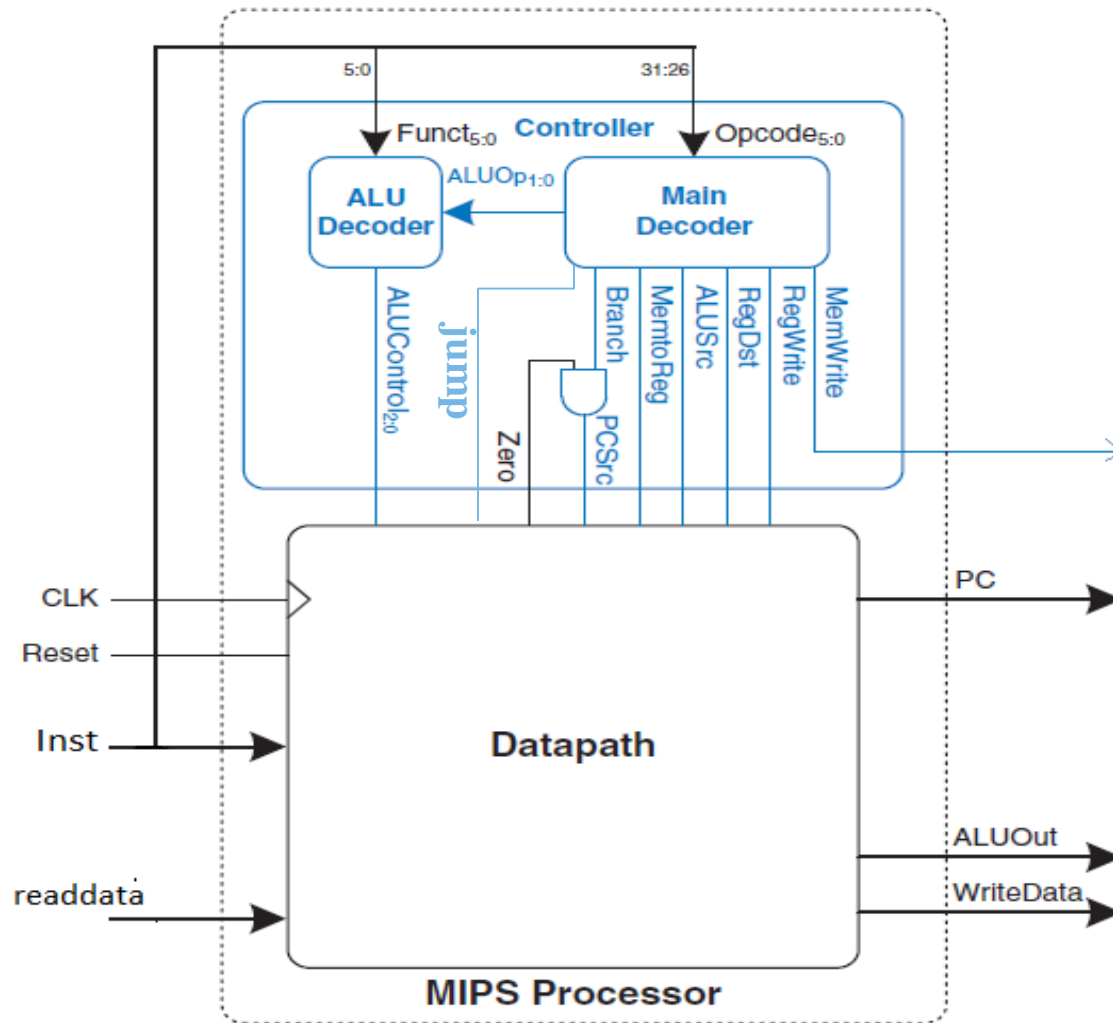 5:0
31:26
Controller
Funct5:0
Opcode5:0
ALUOp1:0
ALU
Decoder
Main
Decoder
ALUControl2:0
jump
Branch
MemtoReg
ALUSrc
RegDst
RegWrite
MemWrite
Zero
PCSrc
CLK
PC
Reset
Inst
Datapath
ALUOut
readdata
WriteData
MIPS Processor